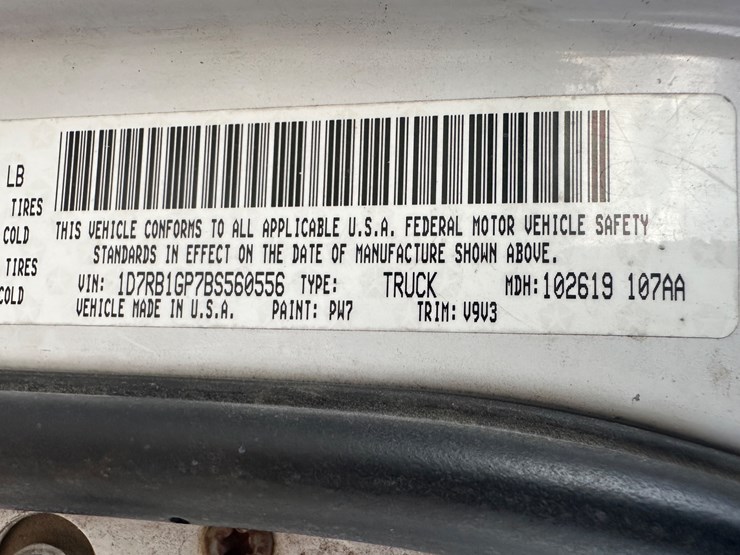 LB
TIRES
COLD
TIRES
COLD
THIS VEHICLE CONFORMS TO ALL APPLICABLE U.S.A. FEDERAL MOTOR VEHICLE SAFETY
STANDARDS IN EFFECT ON THE DATE OF MANUFACTURE SHOWN ABOVE.
VIN: 1D7RB1GP7BS560556 TYPE: TRUCK MDH: 102619 107AA
VEHICLE MADE IN U.S.A. PAINT: PW7 TRIM: V9V3